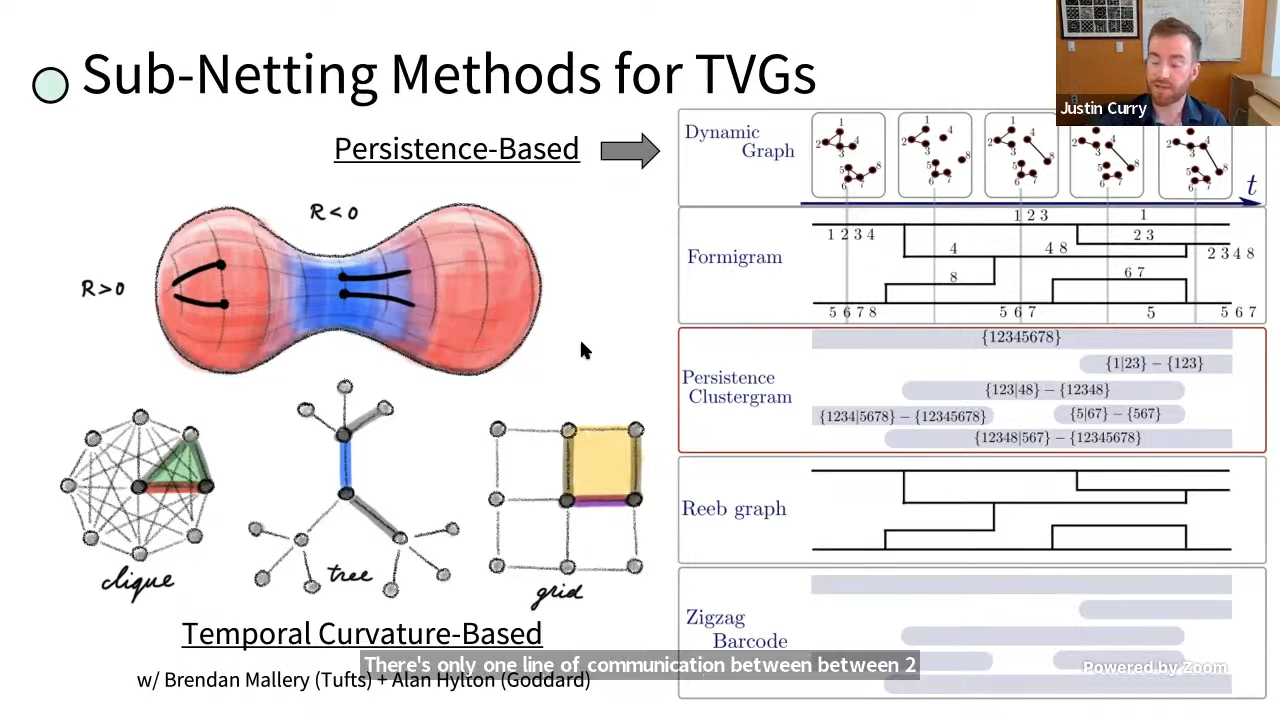 Sub-Netting Methods for TVGs
Justin Curry
Persistence-Based
R<0
R>0
clique
tree
grid
Temporal Curvature-Based
w/ Brendan Mallery (Tufts) + Alan Hylton (Goddard)
Dynamic
Graph
t
Formigram
1 2 3 1
1 2 3 4 4 4 8 2 3 2 3 4 8
8 6 7
5 6 7 8 5 6 7 5 5 6 7
Persistence
Clustergram
{12345678}
{1|23} − {123}
{123|48} − {12348}
{1234|5678} − {12345678} {5|67} − {567}
{12348|567} − {12345678}
Reeb graph
Zigzag
Barcode
There's only one line of communication between between 2
Powered by Zoom